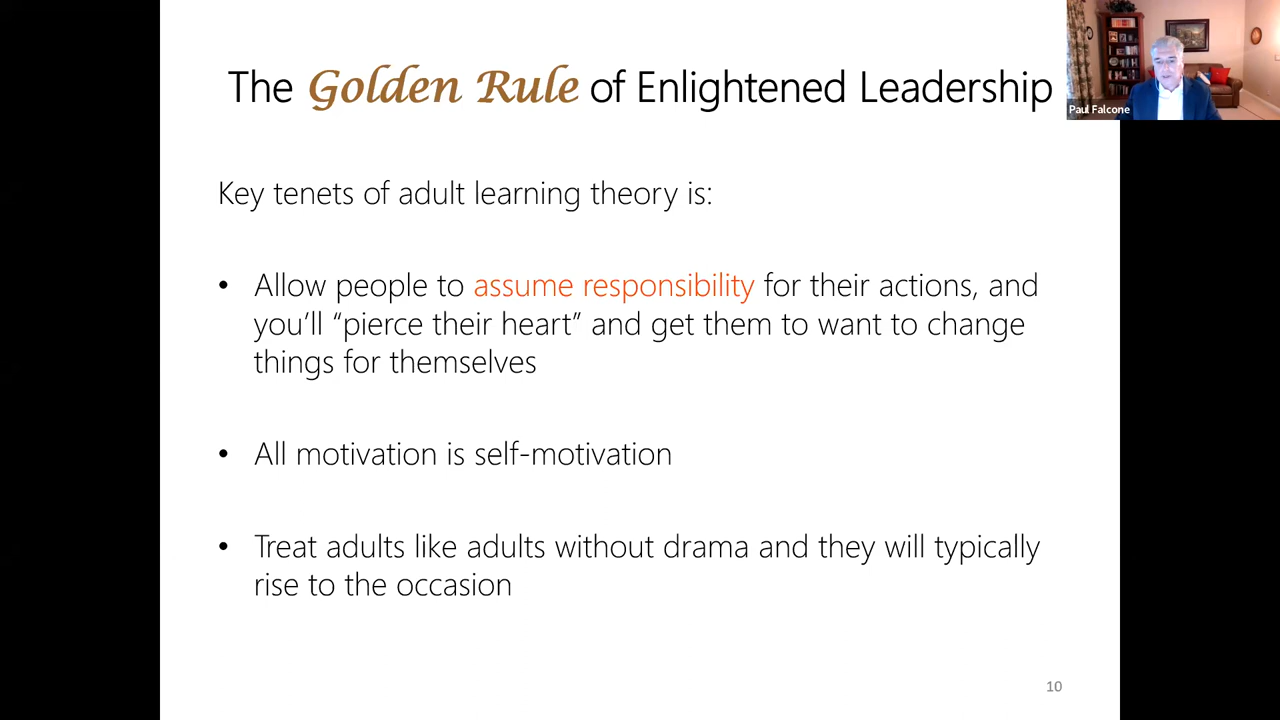 The Golden Rule of Enlightened Leadership
Paul Falcone
Key tenets of adult learning theory is:
• Allow people to assume responsibility for their actions, and
you’ll “pierce their heart” and get them to want to change
things for themselves
• All motivation is self-motivation
• Treat adults like adults without drama and they will typically
rise to the occasion
10